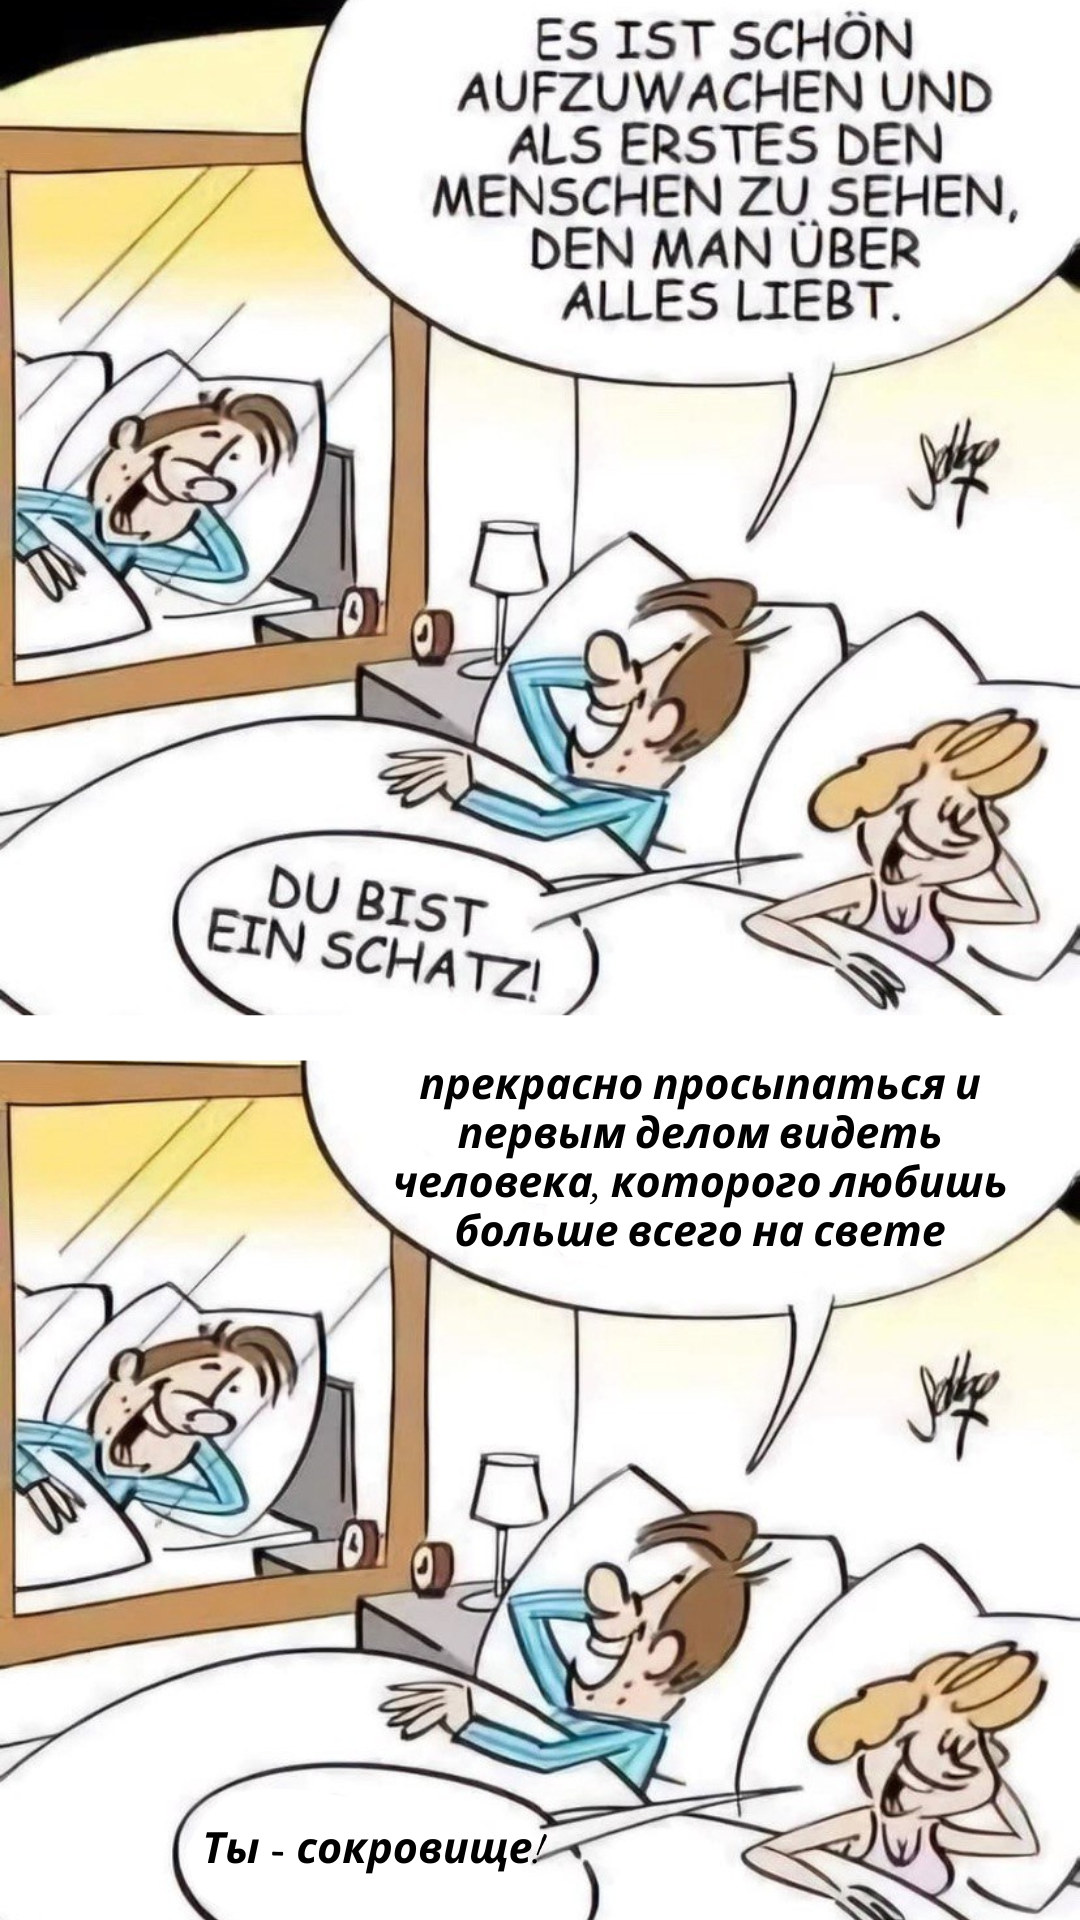 ES IST SCHÖN
AUFZUWACHEN UND
ALS ERSTES DEN
MENSCHEN ZU SEHEN,
DEN MAN ÜBER
ALLES LIEBT.
DU BIST
EIN SCHATZ!
прекрасно просыпаться и
первым делом видеть
человека, которого любишь
больше всего на свете
Ты - сокровище!